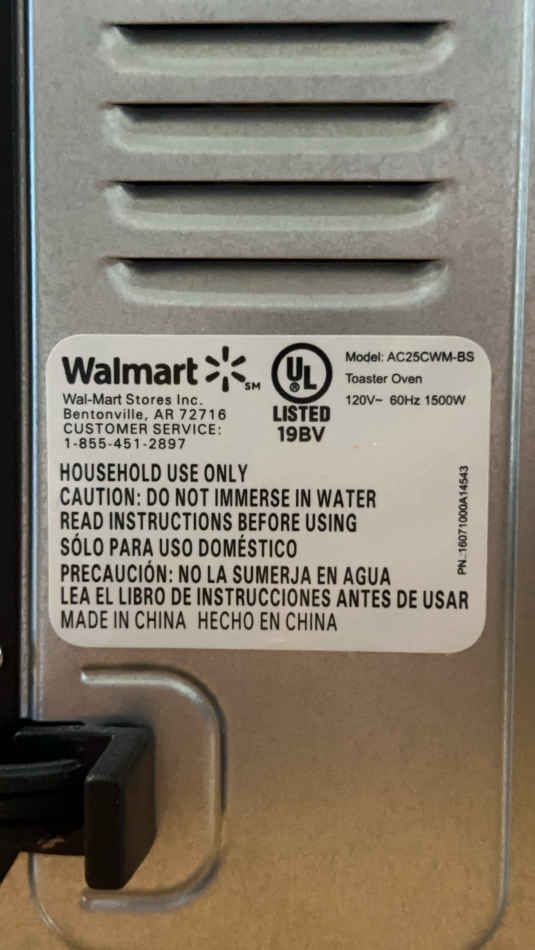 Walmart SM
Wal-Mart Stores Inc.
Bentonville, AR 72716
CUSTOMER SERVICE:
1-855-451-2897
UL
®
LISTED
19BV
Model: AC25CWM-BS
Toaster Oven
120V~ 60Hz 1500W
HOUSEHOLD USE ONLY
CAUTION: DO NOT IMMERSE IN WATER
READ INSTRUCTIONS BEFORE USING
SÓLO PARA USO DOMÉSTICO
PRECAUCIÓN: NO LA SUMERJA EN AGUA
LEA EL LIBRO DE INSTRUCCIONES ANTES DE USAR
MADE IN CHINA HECHO EN CHINA
PN.:16071000A14543